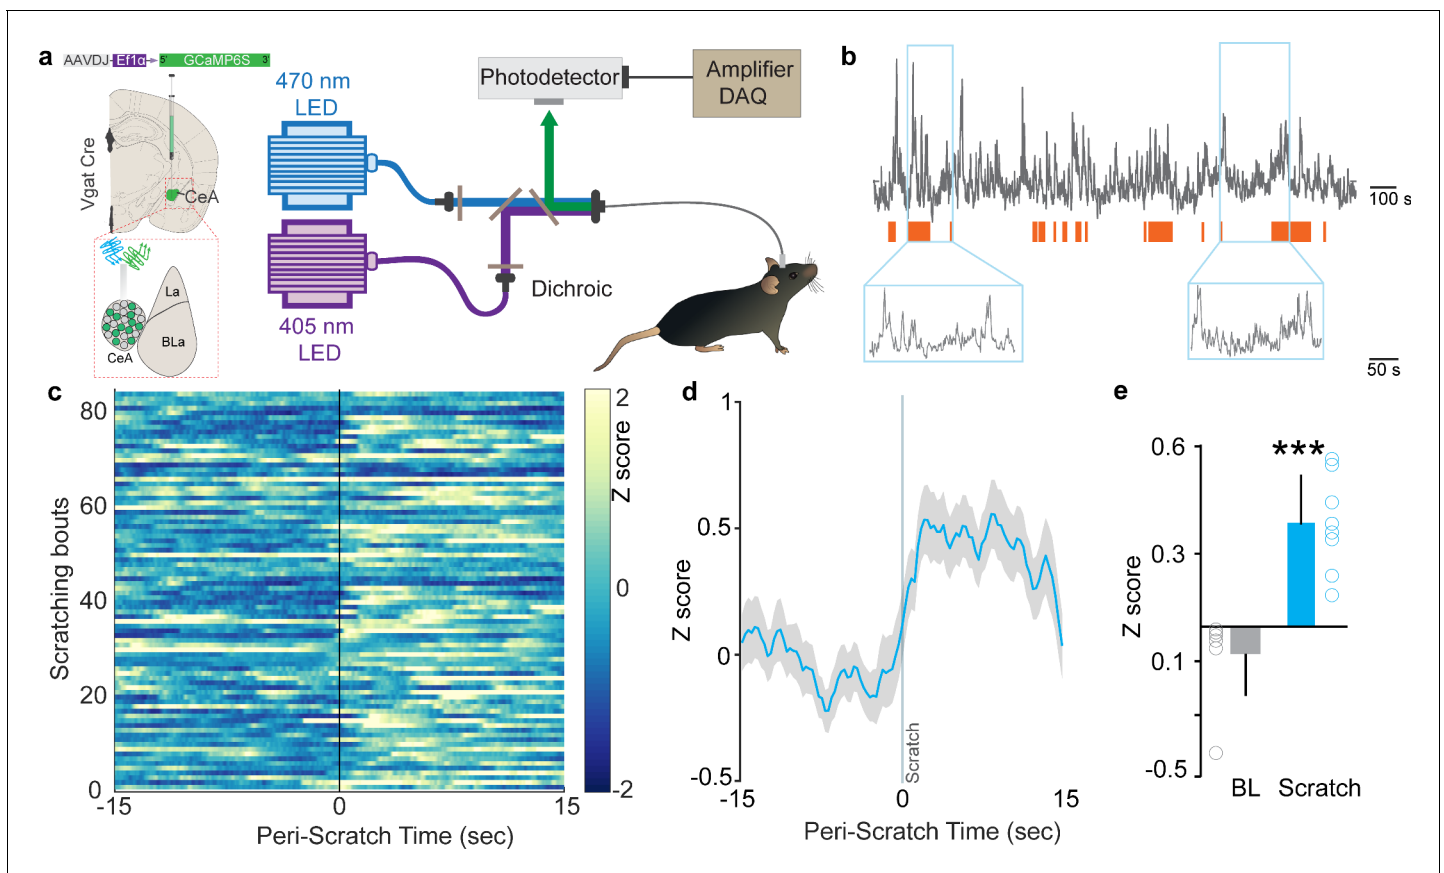 a
AAVDJ-Ef1α
5' GCaMP6S 3'
Vgat Cre
CeA
La
BLa
CeA
470 nm
LED
405 nm
LED
Photodetector
Amplifier
DAQ
Dichroic
b
100 s
50 s
c
Scratching bouts
80
60
40
20
0
-15
0
15
Peri-Scratch Time (sec)
2
0
-2
Z score
d
Z score
1
0.5
0
-0.5
-15
0
15
Scratch
Peri-Scratch Time (sec)
e
Z score
0.6
0.3
0.1
-0.5
***
BL
Scratch